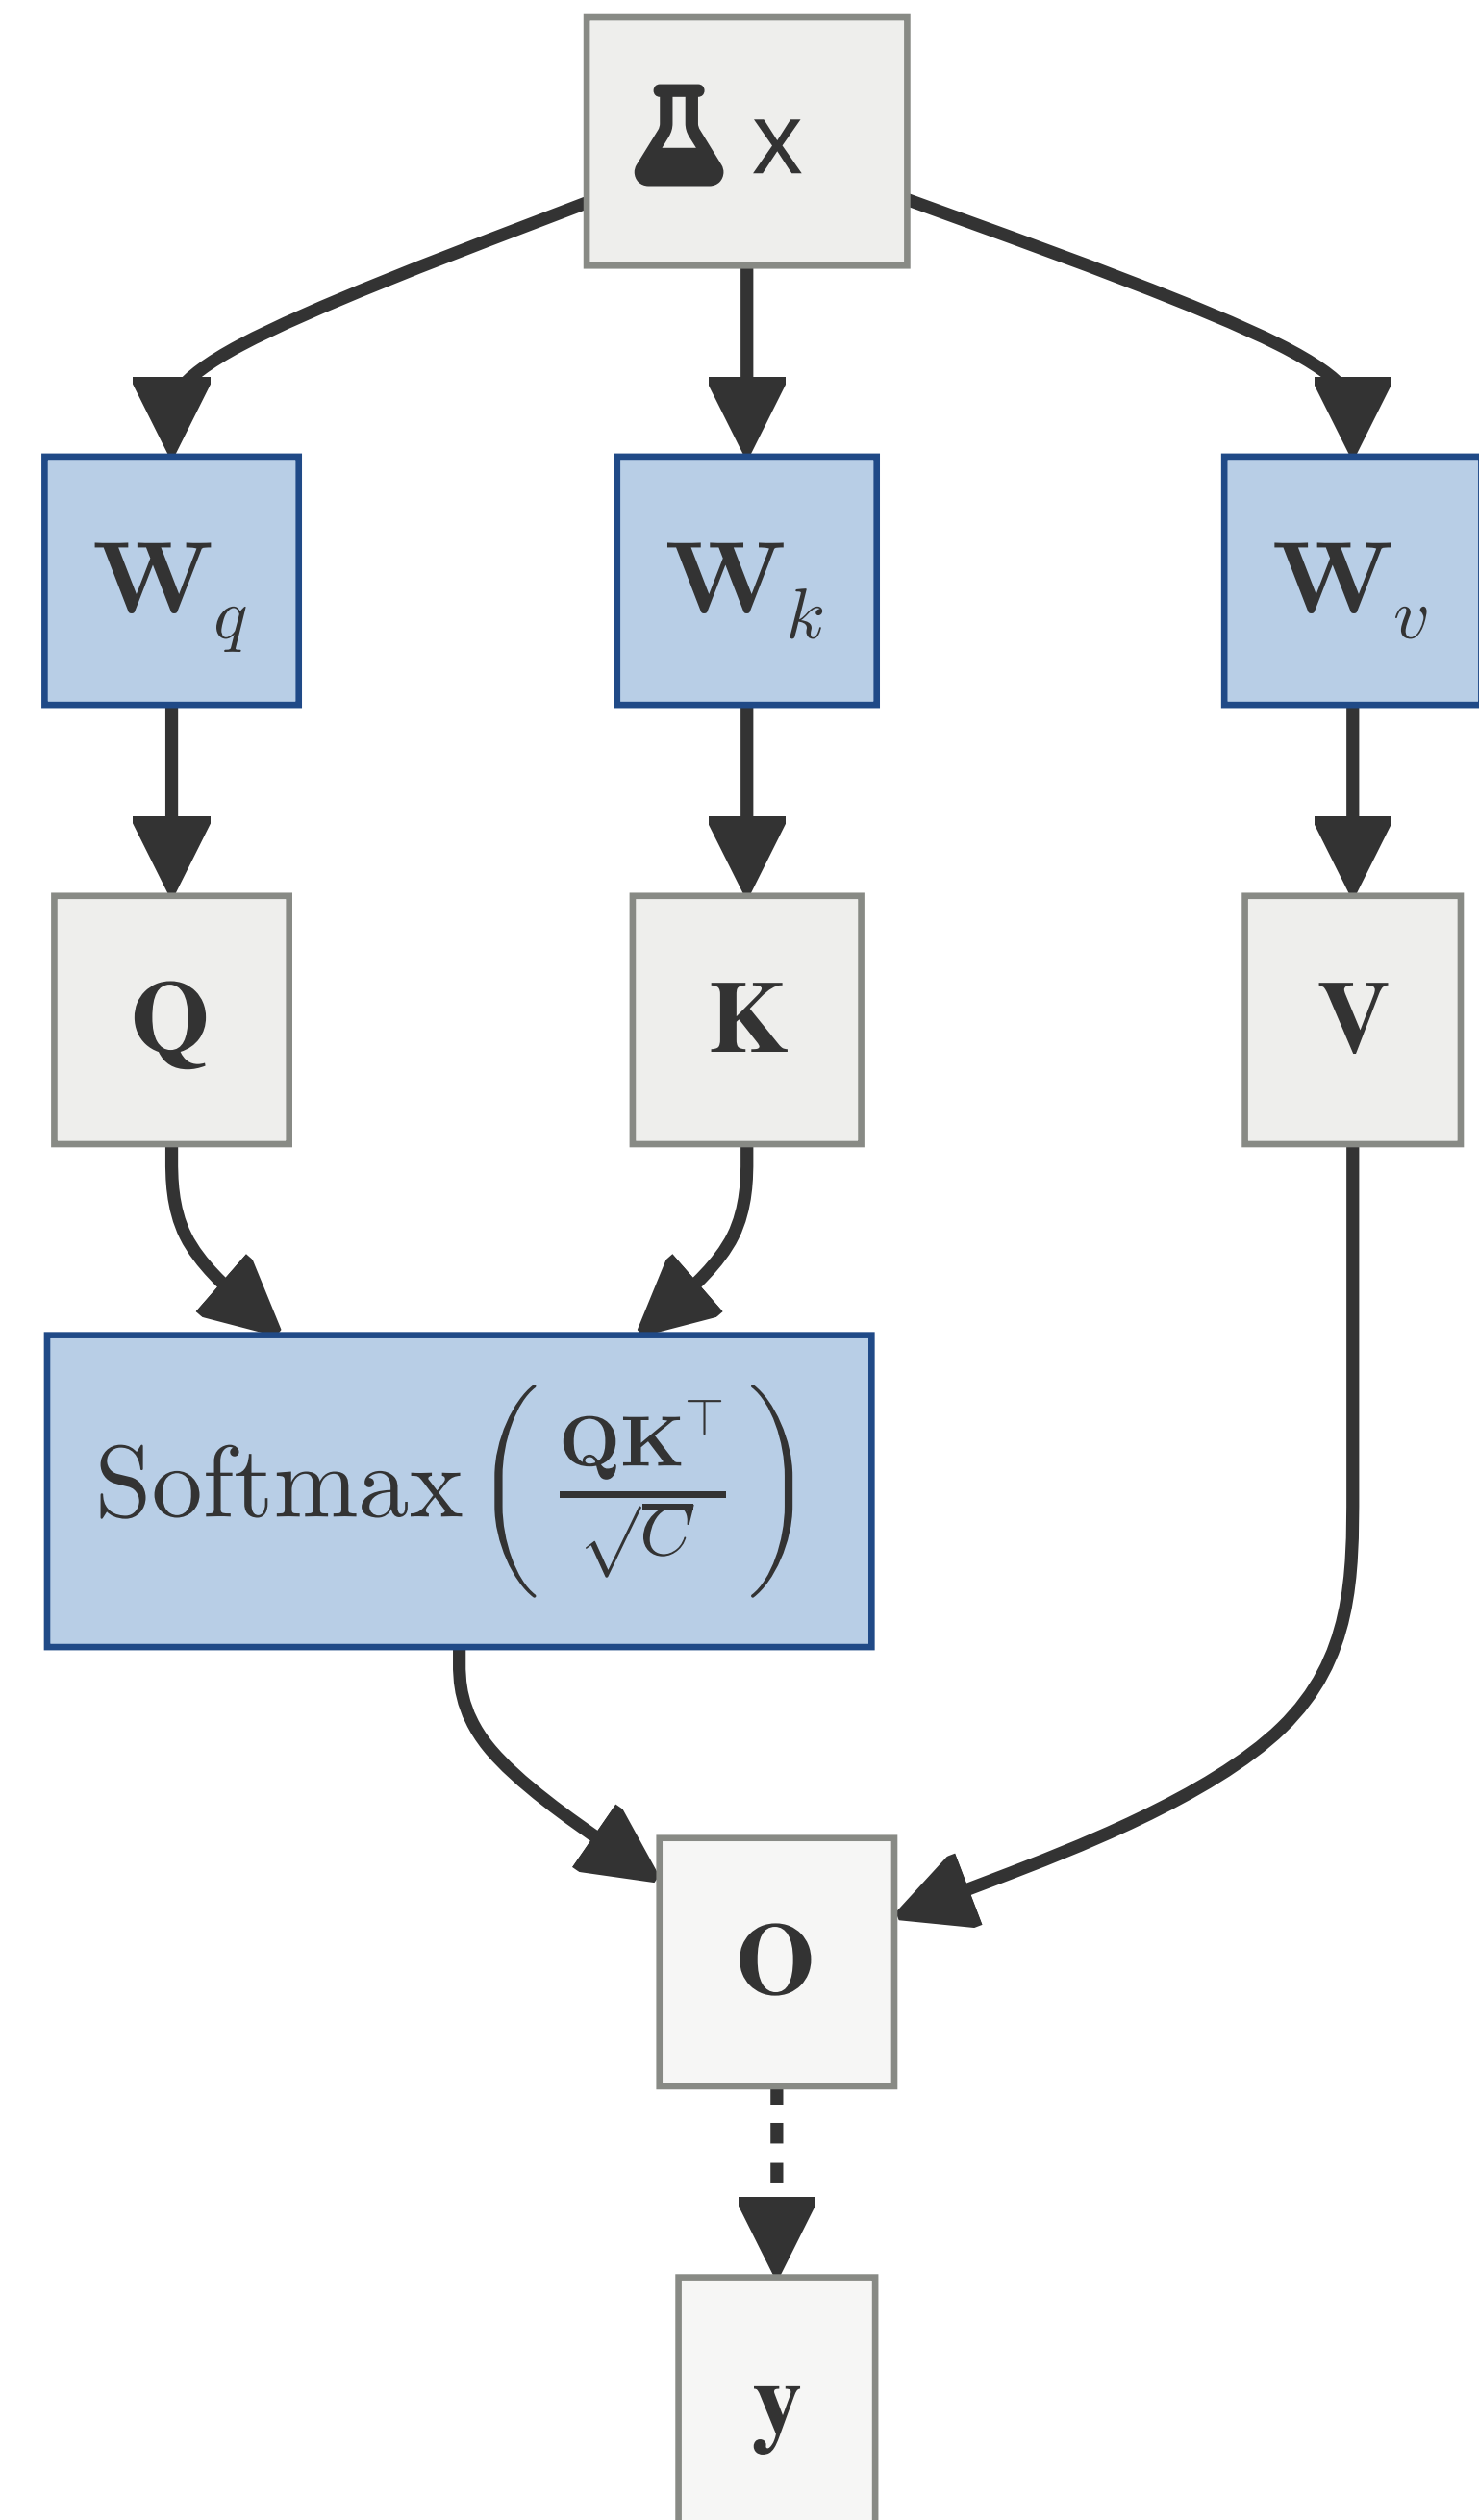 x
W_q
W_k
W_v
Q
K
V
Softmax(QK^⊤/√C)
O
y